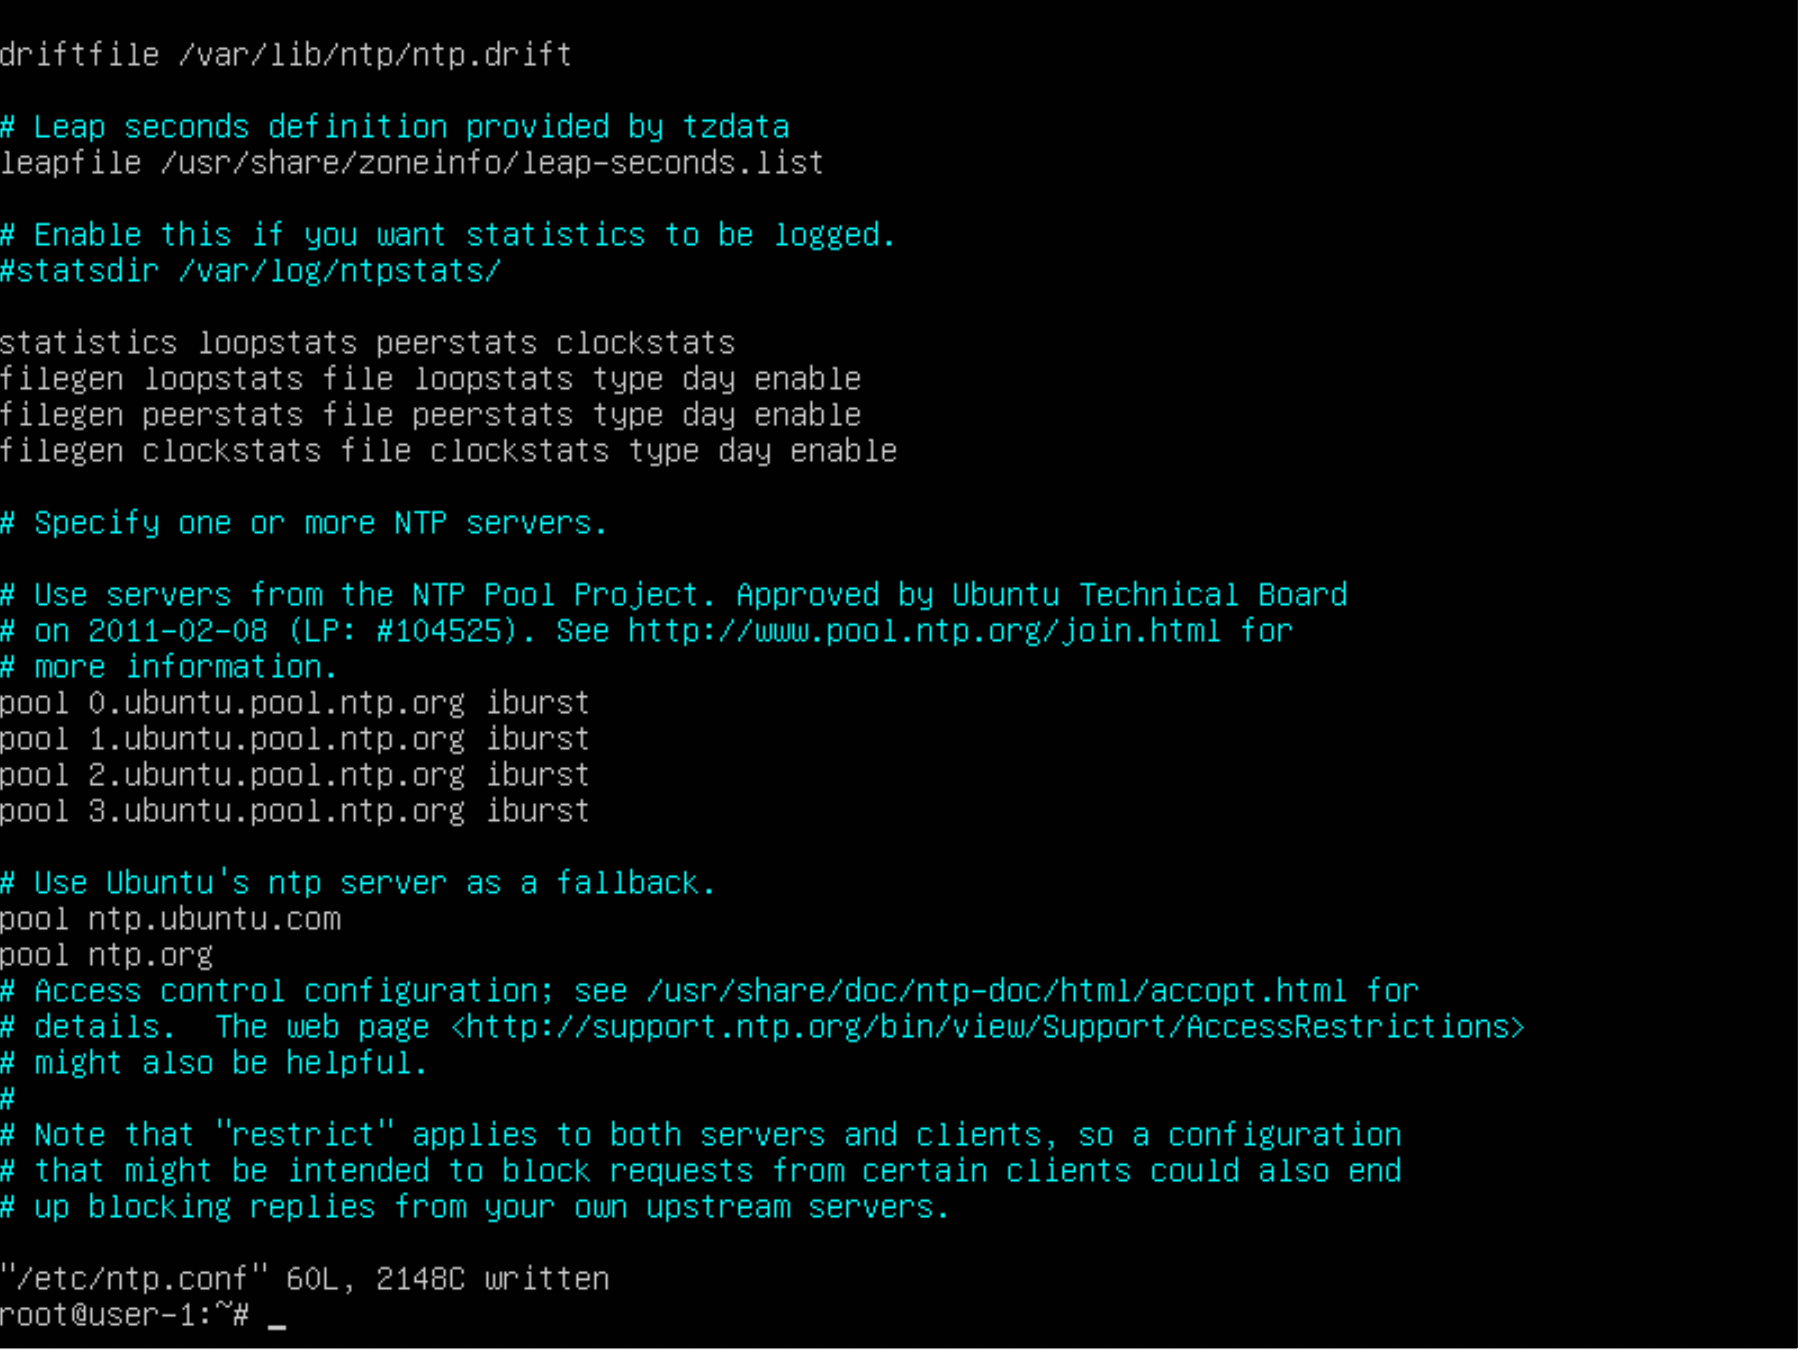 driftfile /var/lib/ntp/ntp.drift
# Leap seconds definition provided by tzdata
leapfile /usr/share/zoneinfo/leap-seconds.list
# Enable this if you want statistics to be logged.
#statsdir /var/log/ntpstats/
statistics loopstats peerstats clockstats
filegen loopstats file loopstats type day enable
filegen peerstats file peerstats type day enable
filegen clockstats file clockstats type day enable
# Specify one or more NTP servers.
# Use servers from the NTP Pool Project. Approved by Ubuntu Technical Board
# on 2011-02-08 (LP: #104525). See http://www.pool.ntp.org/join.html for
# more information.
pool 0.ubuntu.pool.ntp.org iburst
pool 1.ubuntu.pool.ntp.org iburst
pool 2.ubuntu.pool.ntp.org iburst
pool 3.ubuntu.pool.ntp.org iburst
# Use Ubuntu's ntp server as a fallback.
pool ntp.ubuntu.com
pool ntp.org
# Access control configuration; see /usr/share/doc/ntp-doc/html/accopt.html for
# details.  The web page <http://support.ntp.org/bin/view/Support/AccessRestrictions>
# might also be helpful.
#
# Note that "restrict" applies to both servers and clients, so a configuration
# that might be intended to block requests from certain clients could also end
# up blocking replies from your own upstream servers.
"/etc/ntp.conf" 60L, 2148C written
root@user-1:~# _